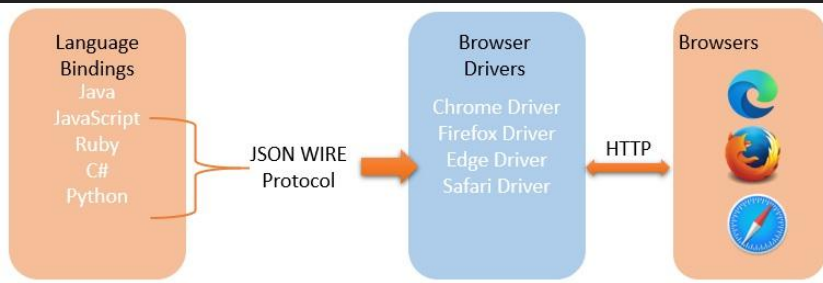 Language
Bindings
Java
JavaScript
Ruby
C#
Python
JSON WIRE
Protocol
Browser
Drivers
Chrome Driver
Firefox Driver
Edge Driver
Safari Driver
HTTP
Browsers